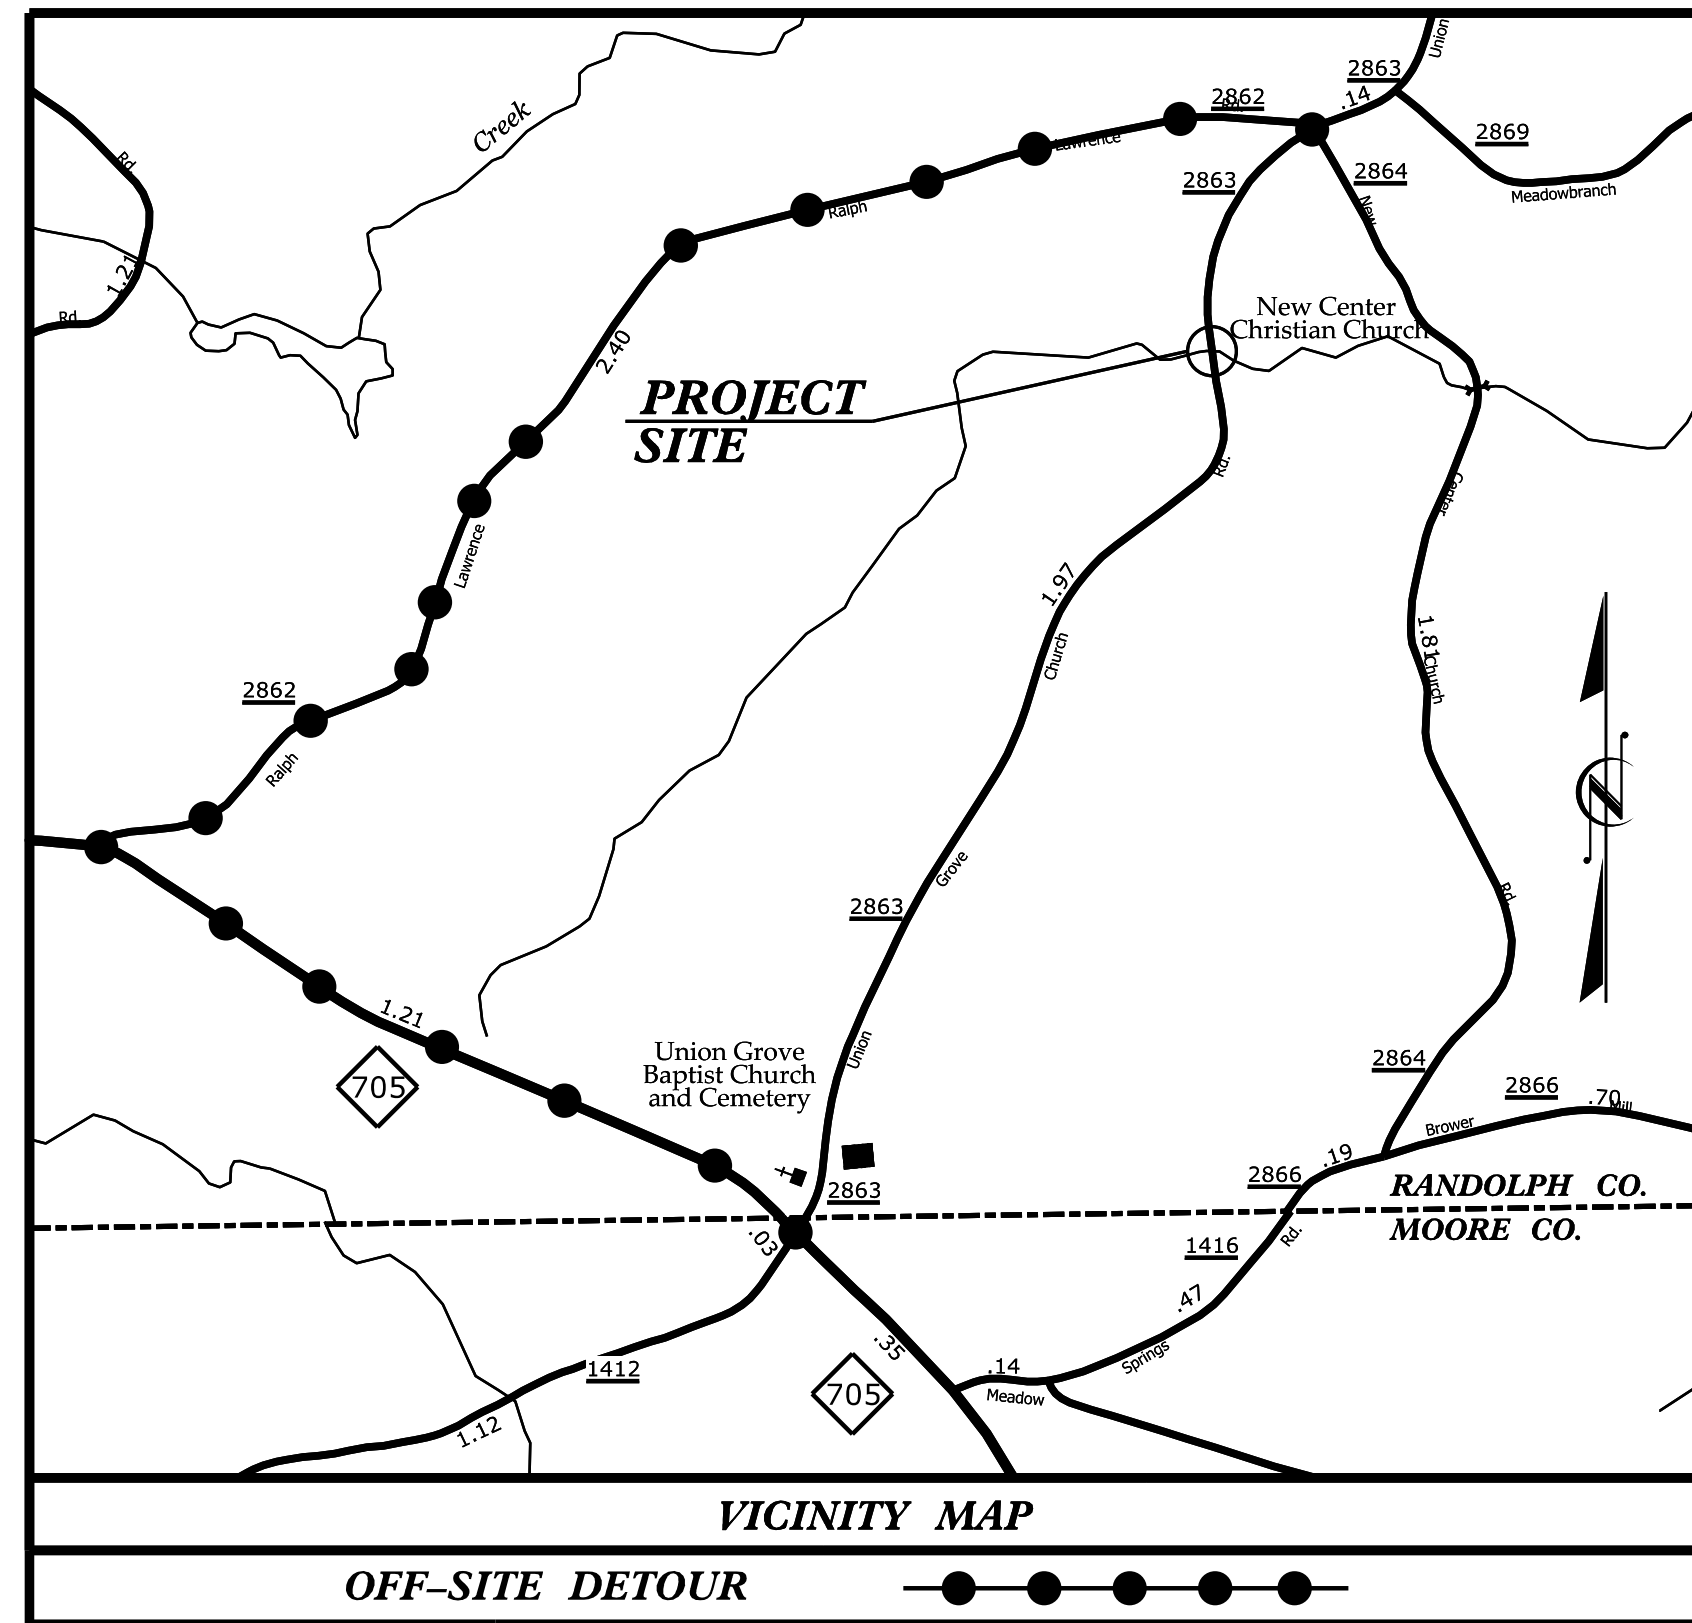 Union
2863
.14
2862
Rd.
Lawrence
2869
Meadowbranch
2864
New
2863
Creek
Rd.
1.21
Rd.
Ralph
New Center
Christian Church
2.40
PROJECT
SITE
Rd.
Center
Lawrence
1.97
Church
1.81
Church
2862
Ralph
N
Grove
2863
Rd.
1.21
705
Union Grove
Baptist Church
and Cemetery
Union
2864
2866
.70
Mill
Brower
.19
2866
2863
RANDOLPH CO.
MOORE CO.
.03
1416
Rd.
.47
Springs
.35
1412
705
.14
Meadow
1.12
VICINITY MAP
OFF-SITE DETOUR